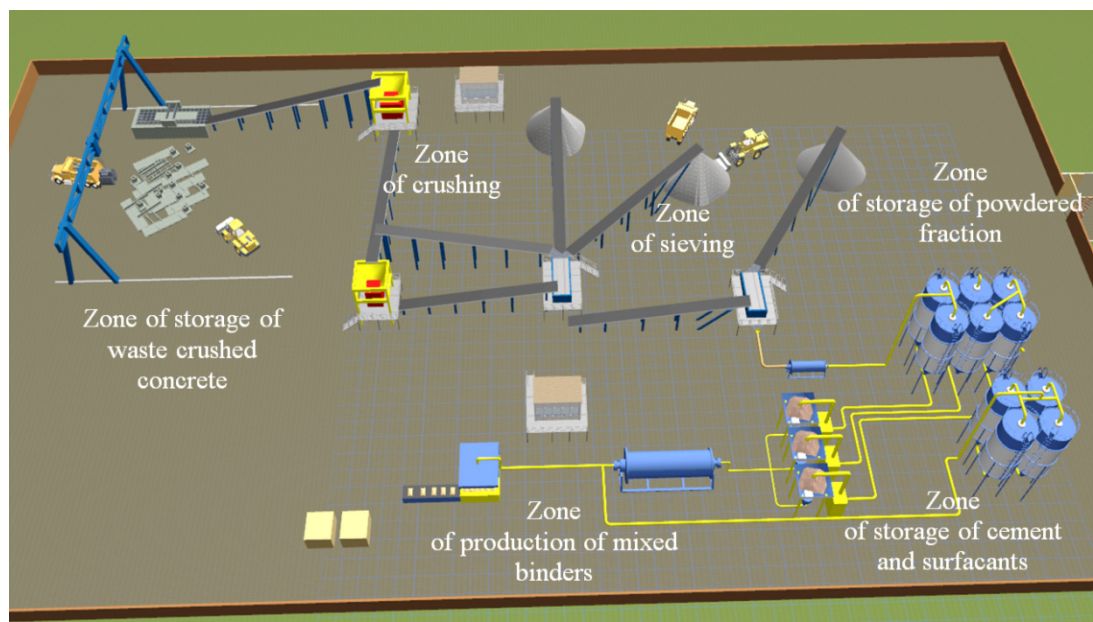 Zone
of crushing
Zone
of sieving
Zone
of storage of powdered
fraction
Zone of storage of
waste crushed
concrete
Zone
of production of mixed
binders
Zone
of storage of cement
and surfacants